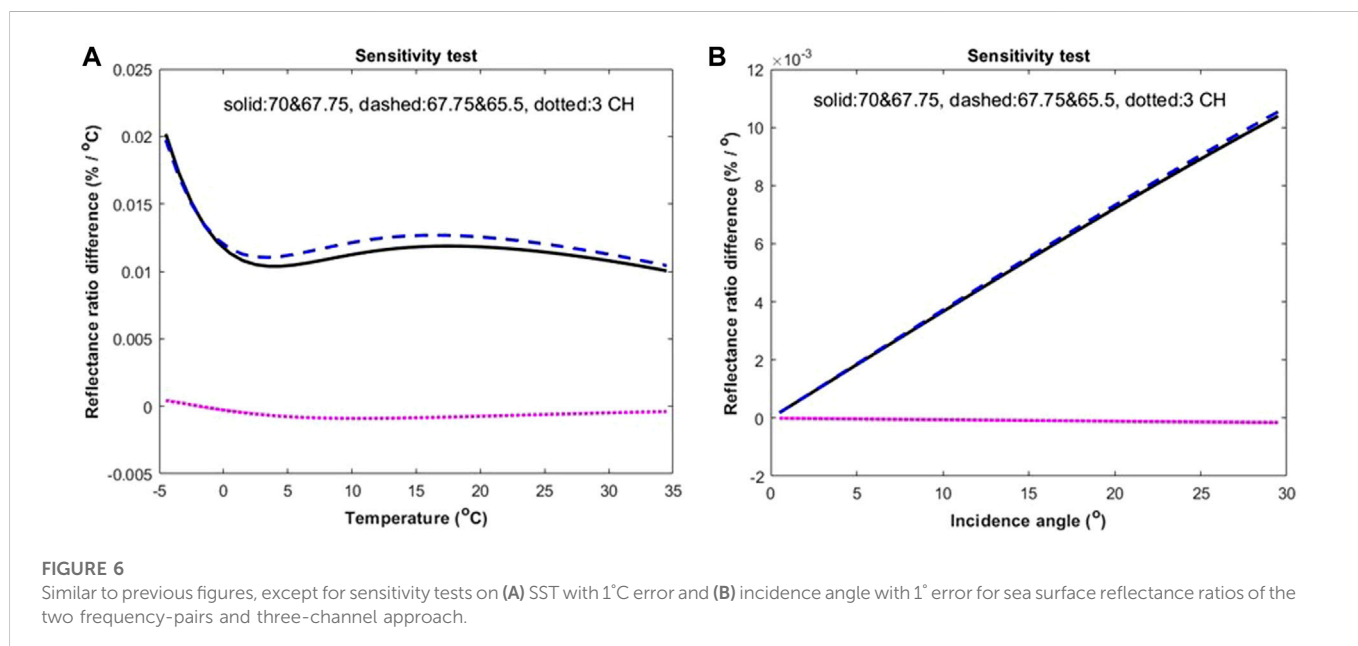 A
Sensitivity test
0.025
0.02
0.015
0.01
0.005
0
-0.005
solid:70&67.75, dashed:67.75&65.5, dotted:3 CH
Reflectance ratio difference (% / °C)
-5 0 5 10 15 20 25 30 35
Temperature (°C)
B
Sensitivity test
×10⁻³
12
10
8
6
4
2
0
-2
solid:70&67.75, dashed:67.75&65.5, dotted:3 CH
Reflectance ratio difference (% / °)
0 5 10 15 20 25 30
Incidence angle (°)
FIGURE 6
Similar to previous figures, except for sensitivity tests on (A) SST with 1°C error and (B) incidence angle with 1° error for sea surface reflectance ratios of the
two frequency-pairs and three-channel approach.